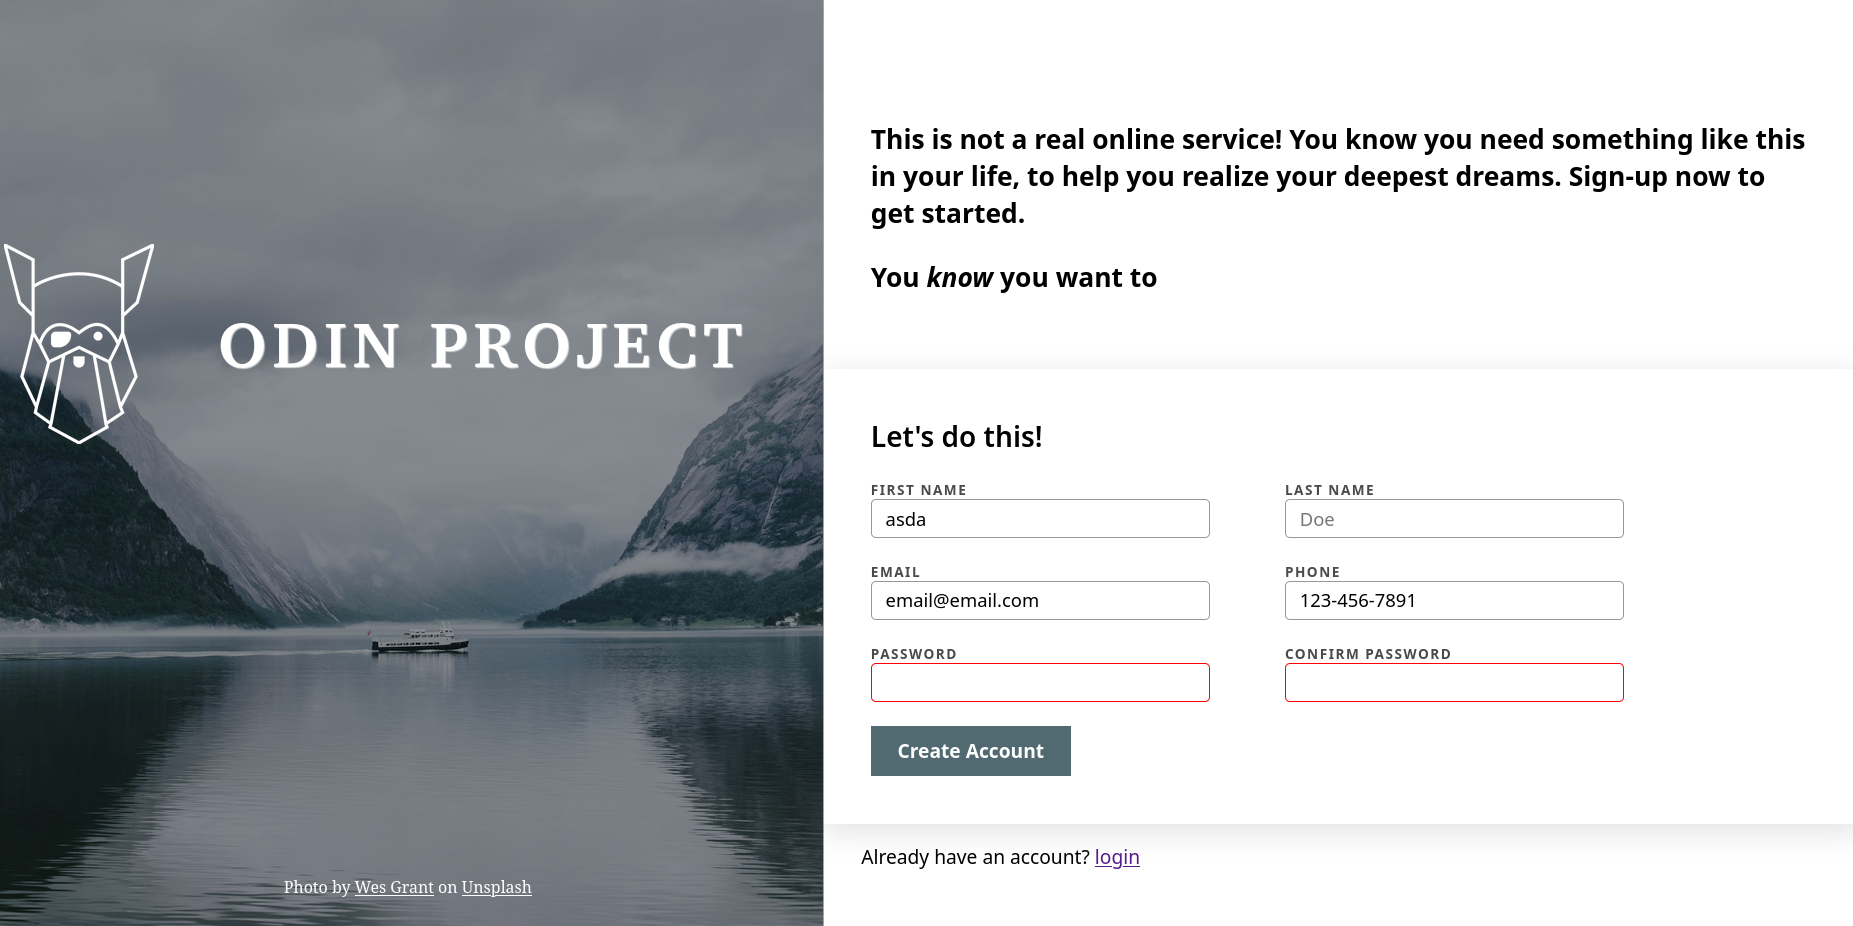 ODIN PROJECT
Photo by Wes Grant on Unsplash
This is not a real online service! You know you need something like this
in your life, to help you realize your deepest dreams. Sign-up now to
get started.
You know you want to
Let's do this!
FIRST NAME
LAST NAME
asda
Doe
EMAIL
PHONE
email@email.com
123-456-7891
PASSWORD
CONFIRM PASSWORD
Create Account
Already have an account? login